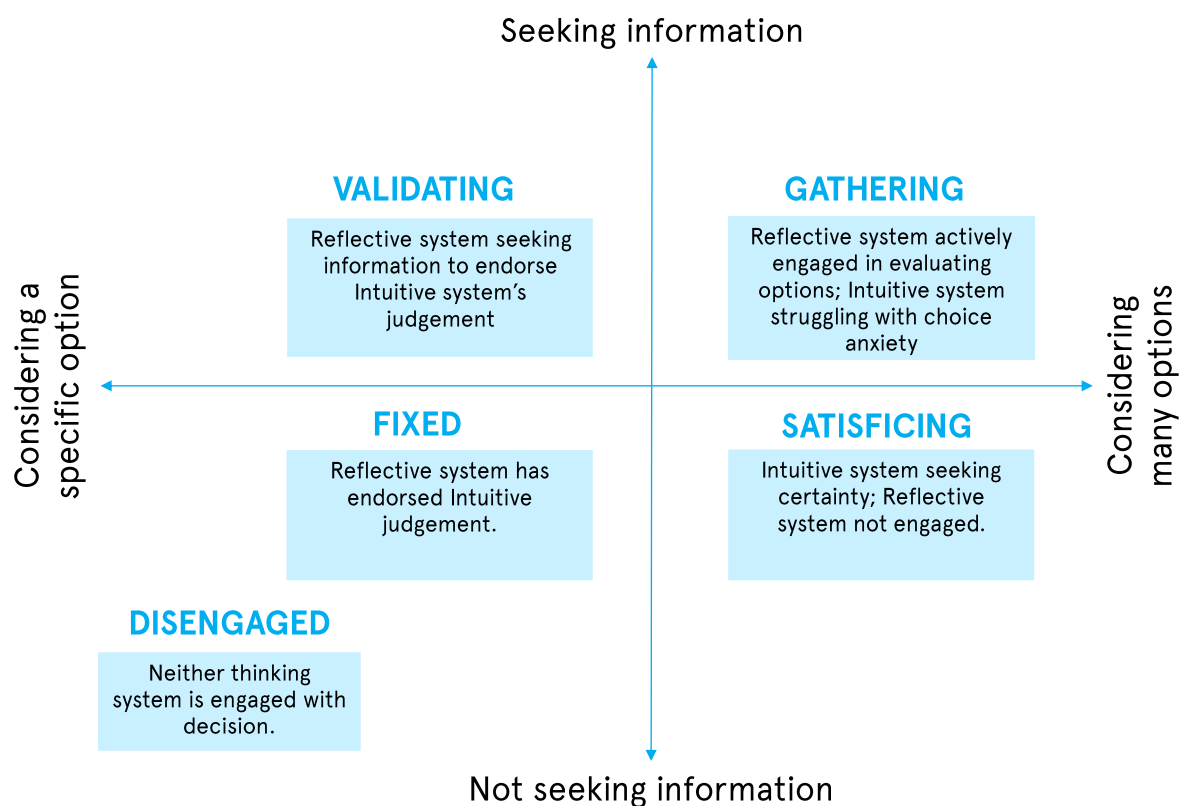 Seeking information
VALIDATING
Reflective system seeking
information to endorse
Intuitive system's
judgement
GATHERING
Reflective system actively
engaged in evaluating
options; Intuitive system
struggling with choice
anxiety
Considering a
specific option
Considering
many options
FIXED
Reflective system has
endorsed Intuitive
judgement.
SATISFICING
Intuitive system seeking
certainty; Reflective
system not engaged.
DISENGAGED
Neither thinking
system is engaged with
decision.
Not seeking information